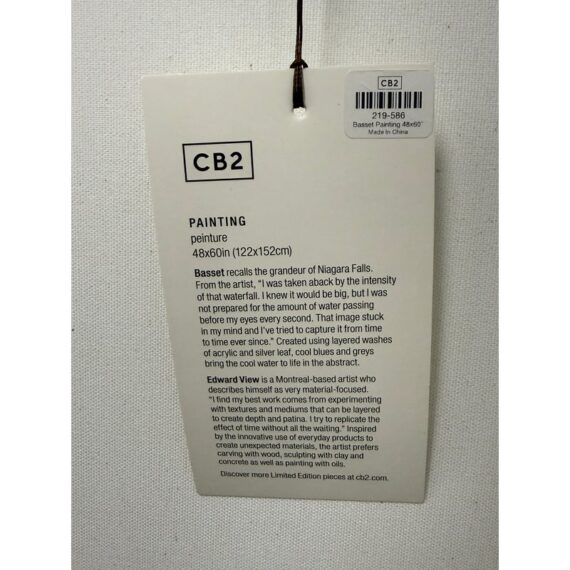 CB2
219-586
Basset Painting 48x60"
Made In China
CB2
PAINTING
peinture
48x60in (122x152cm)
Basset recalls the grandeur of Niagara Falls.
From the artist, "I was taken aback by the intensity
of that waterfall. I knew it would be big, but I was
not prepared for the amount of water passing
before my eyes every second. That image stuck
in my mind and I've tried to capture it from time
to time ever since." Created using layered washes
of acrylic and silver leaf, cool blues and greys
bring the cool water to life in the abstract.
Edward View is a Montreal-based artist who
describes himself as very material-focused.
"I find my best work comes from experimenting
with textures and mediums that can be layered
to create depth and patina. I try to replicate the
effect of time without all the waiting." Inspired
by the innovative use of everyday products to
create unexpected materials, the artist prefers
carving with wood, sculpting with clay and
concrete as well as painting with oils.
Discover more Limited Edition pieces at cb2.com.